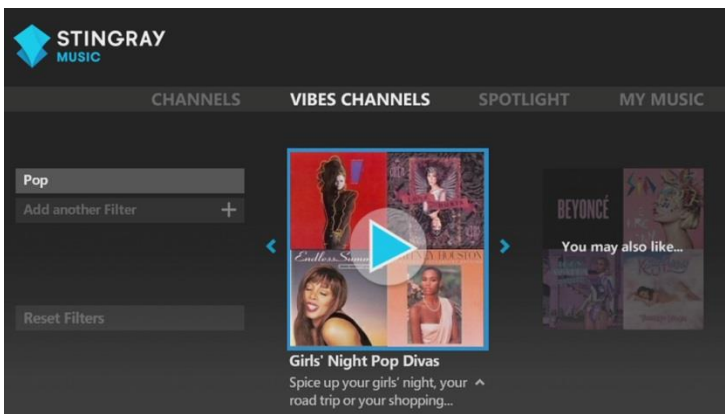 STINGRAY
MUSIC
CHANNELS
VIBES CHANNELS
SPOTLIGHT
MY MUSIC
Pop
Add another Filter +
Reset Filters
Endless Summer
WHITNEY HOUSTON
Girls' Night Pop Divas
Spice up your girls' night, your
road trip or your shopping...
BEYONCÉ
You may also like...